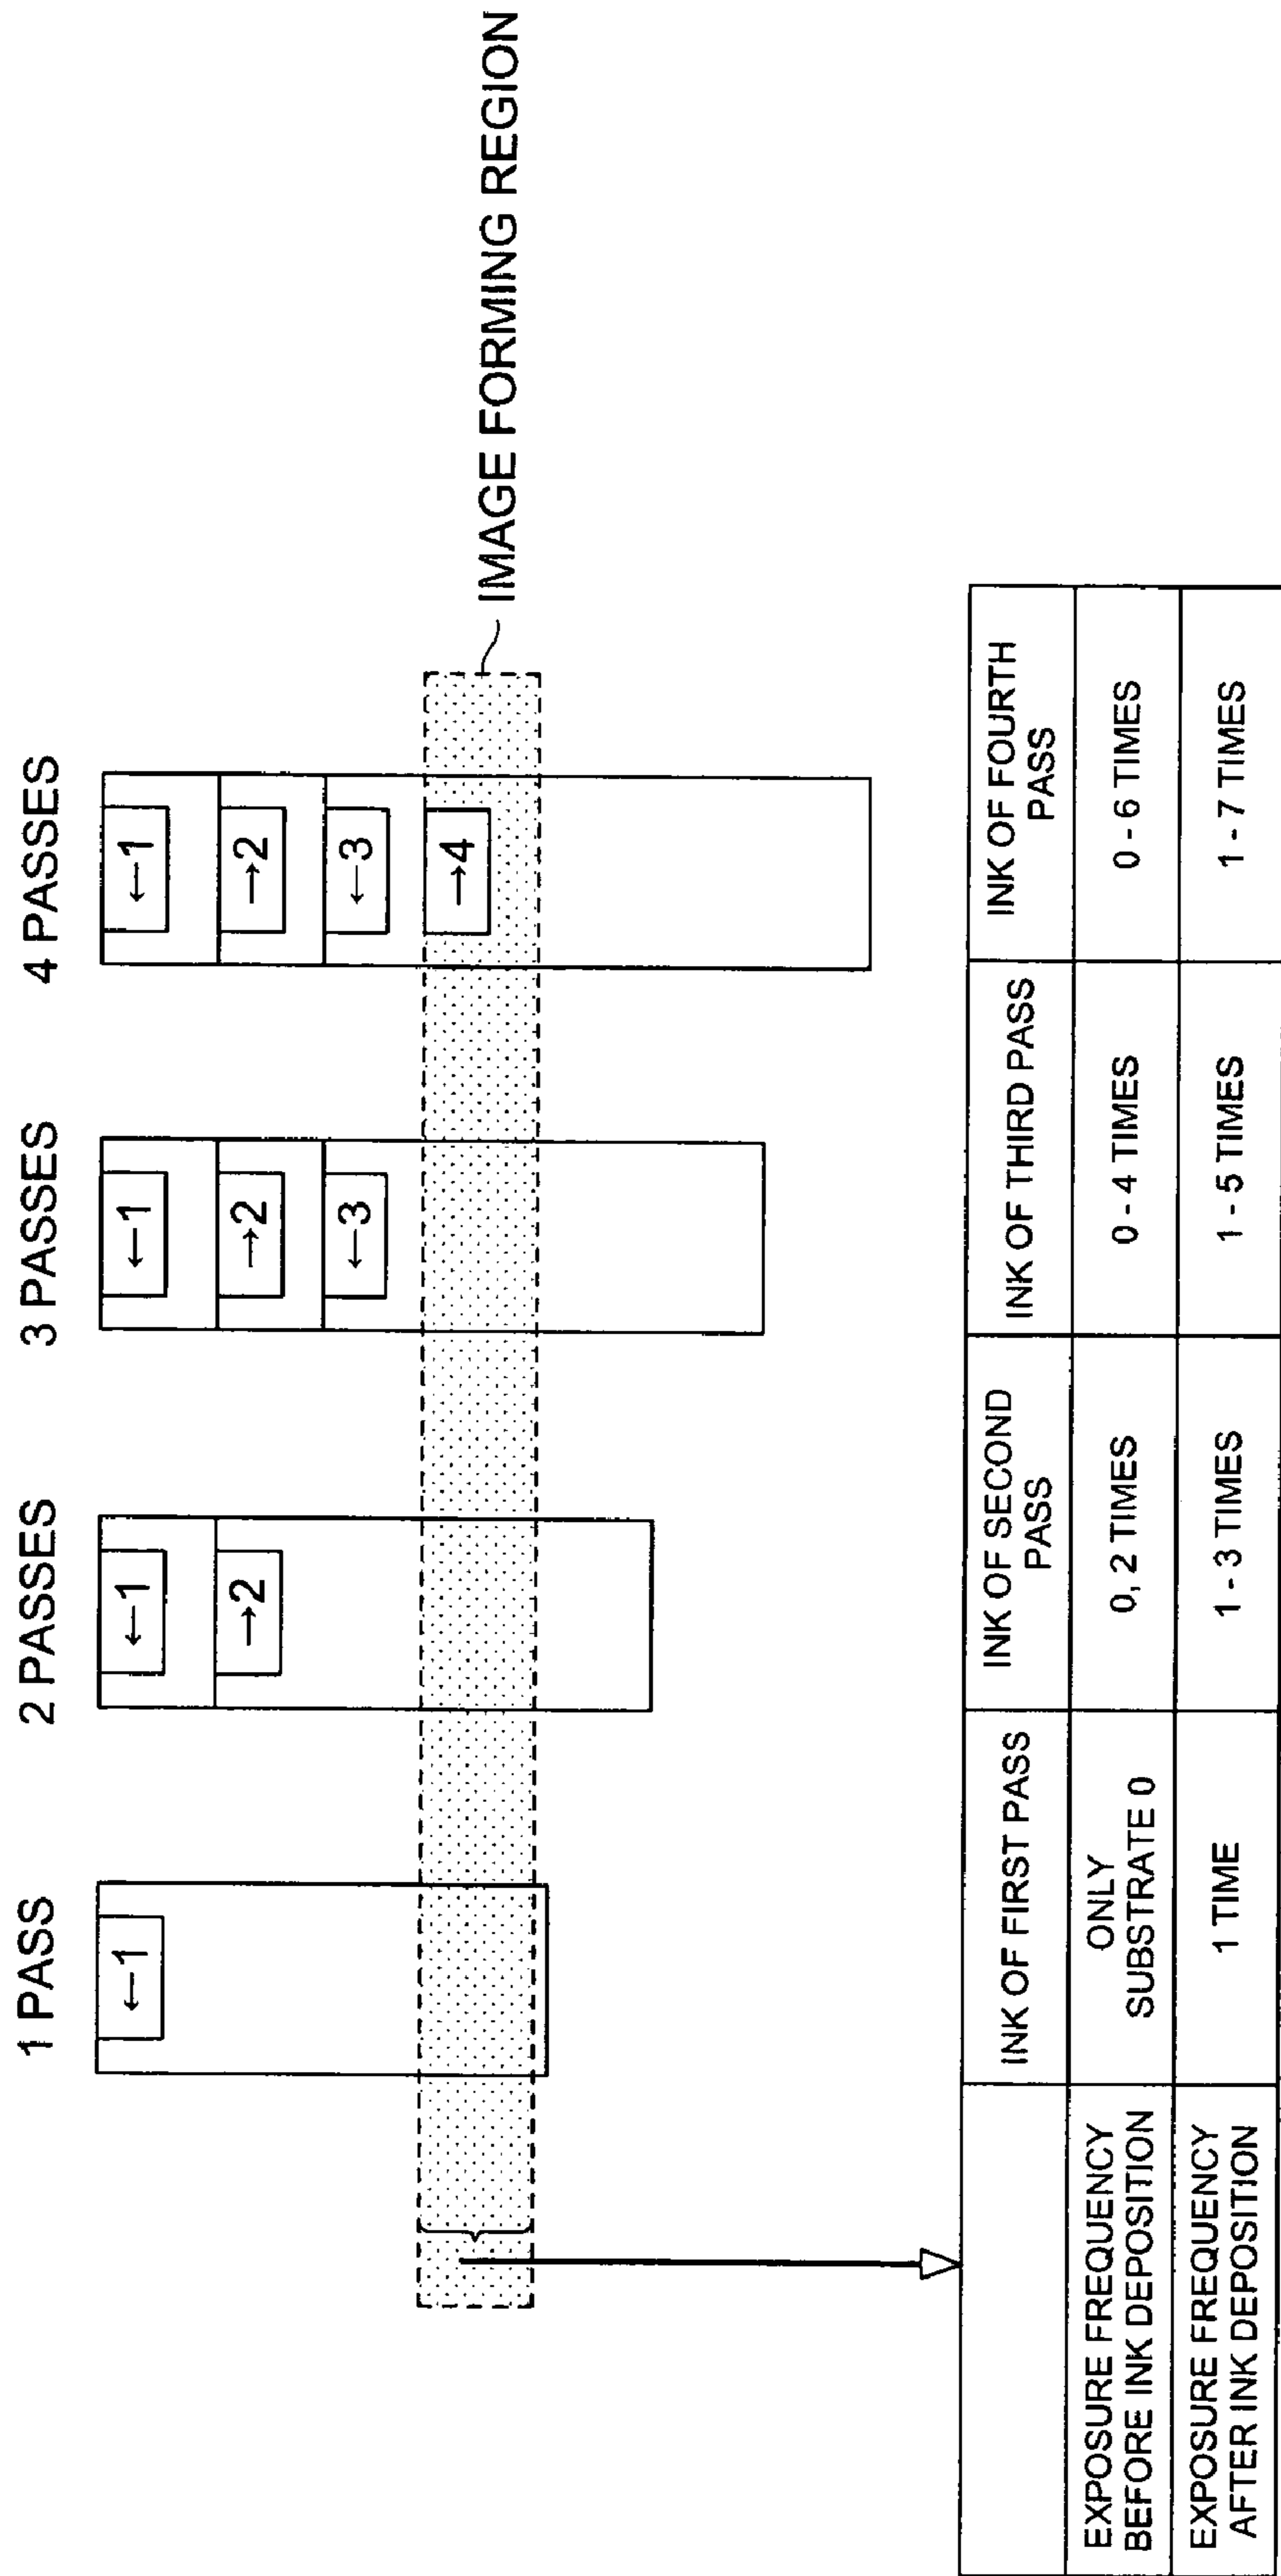 1 PASS
2 PASSES
3 PASSES
4 PASSES
←1
←1
→2
←1
→2
←3
←1
→2
←3
→4
IMAGE FORMING REGION
INK OF FIRST PASS
INK OF SECOND
PASS
INK OF THIRD PASS
INK OF FOURTH
PASS
EXPOSURE FREQUENCY
BEFORE INK DEPOSITION
ONLY
SUBSTRATE 0
0, 2 TIMES
0 - 4 TIMES
0 - 6 TIMES
EXPOSURE FREQUENCY
AFTER INK DEPOSITION
1 TIME
1 - 3 TIMES
1 - 5 TIMES
1 - 7 TIMES